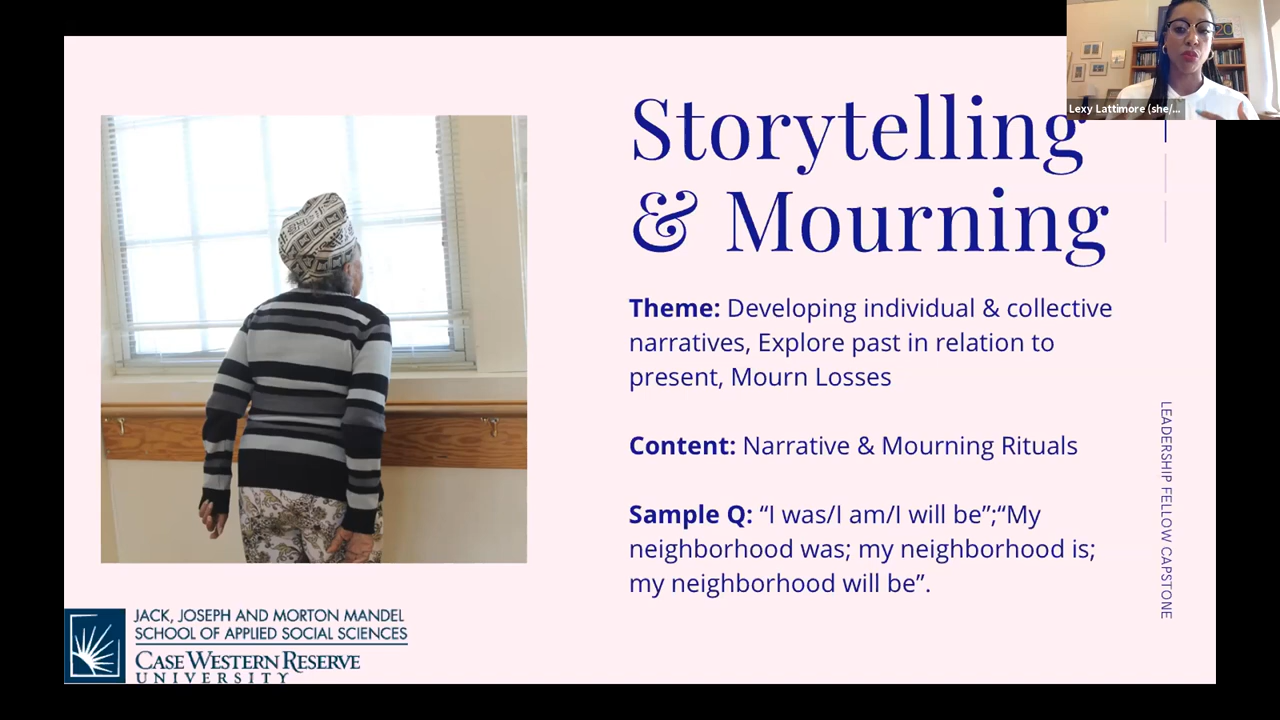 Lexy Lattimore (she/...
Storytelling
& Mourning
Theme: Developing individual & collective
narratives, Explore past in relation to
present, Mourn Losses
Content: Narrative & Mourning Rituals
Sample Q: “I was/I am/I will be”;“My
neighborhood was; my neighborhood is;
my neighborhood will be”.
LEADERSHIP FELLOW CAPSTONE
JACK, JOSEPH AND MORTON MANDEL
SCHOOL OF APPLIED SOCIAL SCIENCES
CASE WESTERN RESERVE
UNIVERSITY